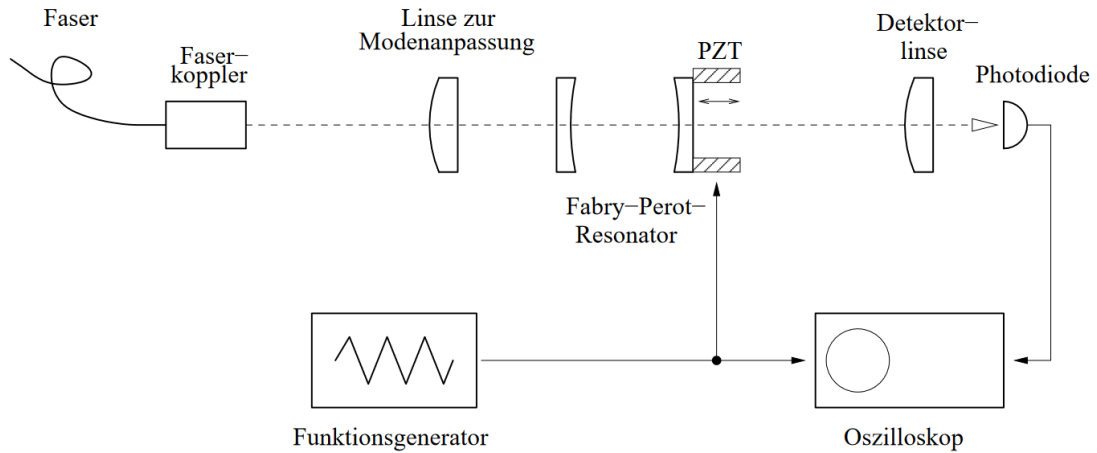 Faser
Faser−
koppler
Linse zur
Modenanpassung
PZT
Detektor−
linse
Photodiode
Fabry−Perot−
Resonator
Funktionsgenerator
Oszilloskop